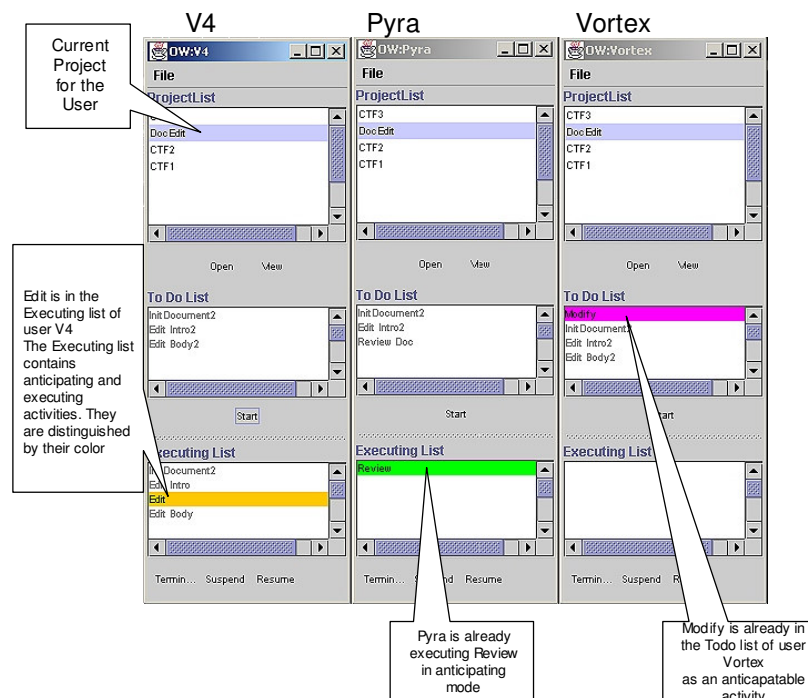 V4 Pyra Vortex
Current
Project
for the
User
OW:V4
File
ProjectList
Doc Edit
CTF2
CTF1
Open View
To Do List
Init Document2
Edit Intro2
Edit Body2
Start
Executing List
Document2
Intro
Edit
Edit Body
Termin... Suspend Resume
OW:Pyra
File
ProjectList
CTF3
Doc Edit
CTF2
CTF1
Open View
To Do List
Init Document2
Edit Intro2
Review Doc
Start
Executing List
Review
Termin... nd Resume
OW:Vortex
File
ProjectList
CTF3
Doc Edit
CTF2
CTF1
Open View
To Do List
Modify
Init Document2
Edit Intro2
Edit Body2
tart
Executing List
Termin... Suspend R
Edit is in the
Executing list of
user V4
The Executing list
contains
anticipating and
executing
activities. They
are distinguished
by their color
Pyra is already
executing Review
in anticipating
mode
Modify is already in
the Todo list of user
Vortex
as an anticapatable
activity